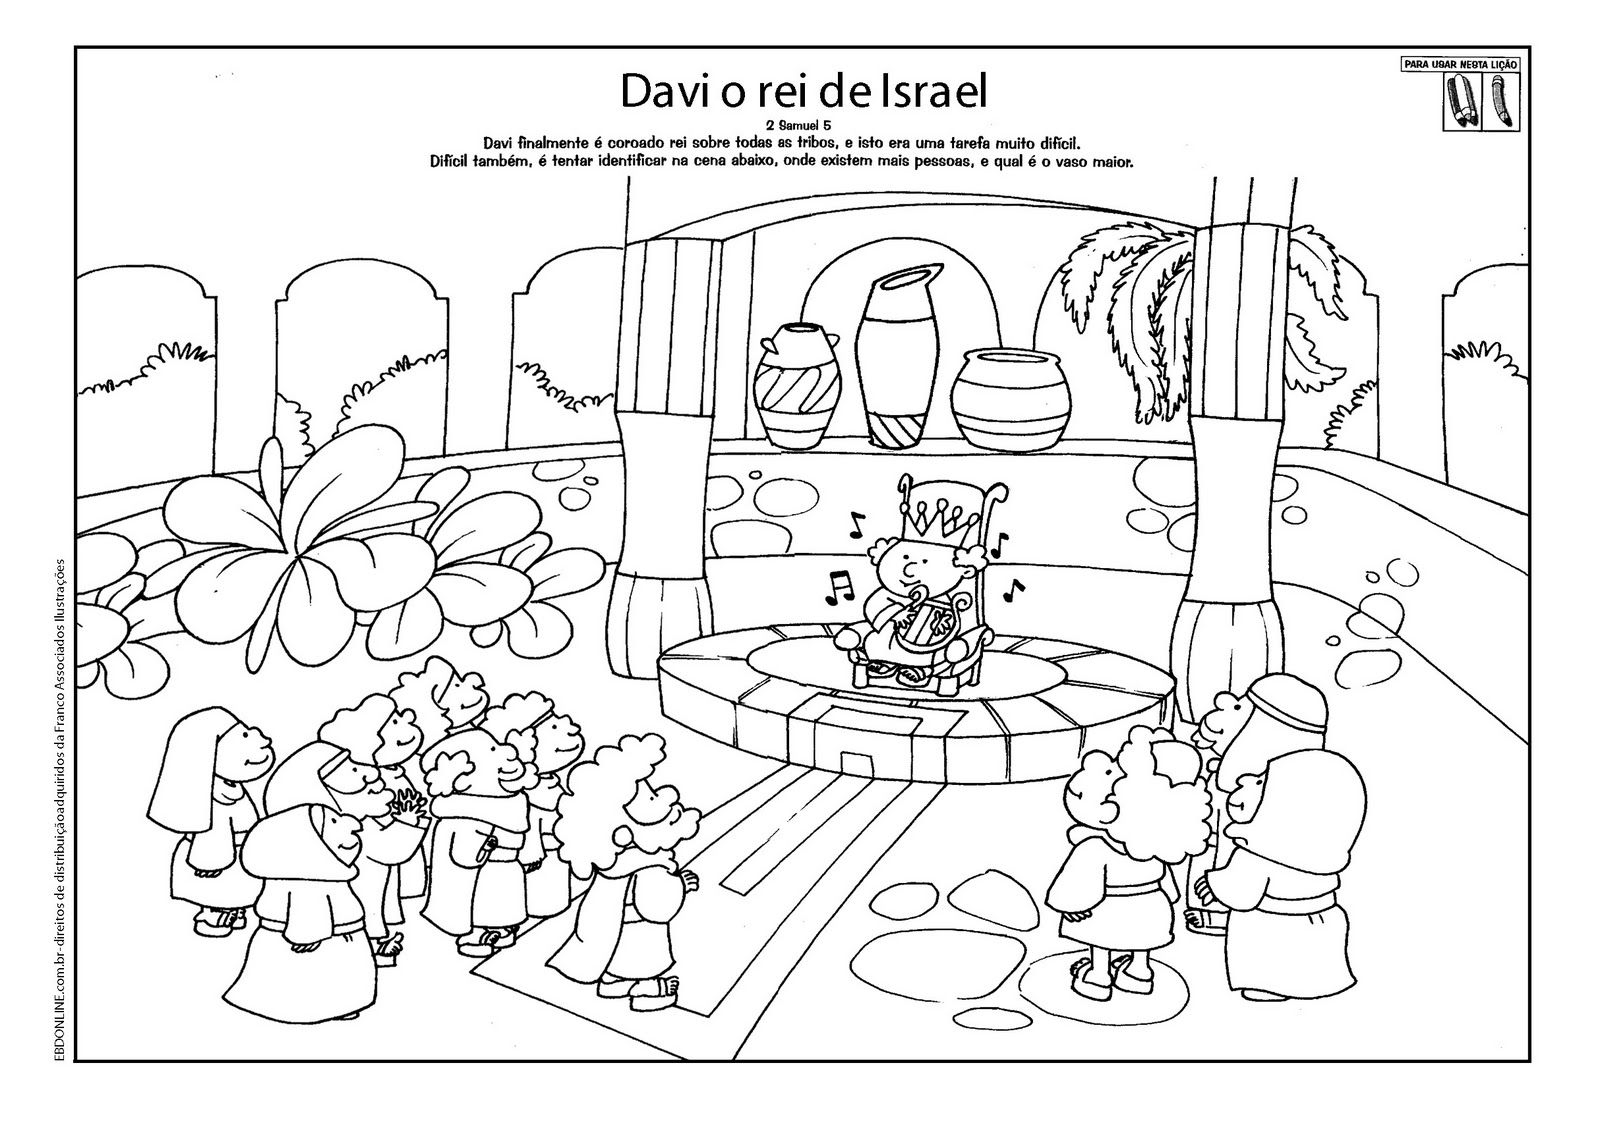 PARA USAR NESTA LIÇÃO
Davi o rei de Israel
2 Samuel 5
Davi finalmente é coroado rei sobre todas as tribos, e isto era uma tarefa muito difícil.
Difícil também, é tentar identificar na cena abaixo, onde existem mais pessoas, e qual é o vaso maior.
EBDONLINE.com.br-direitos de distribuiçãoadquiridos da Franco Associados Ilustrações